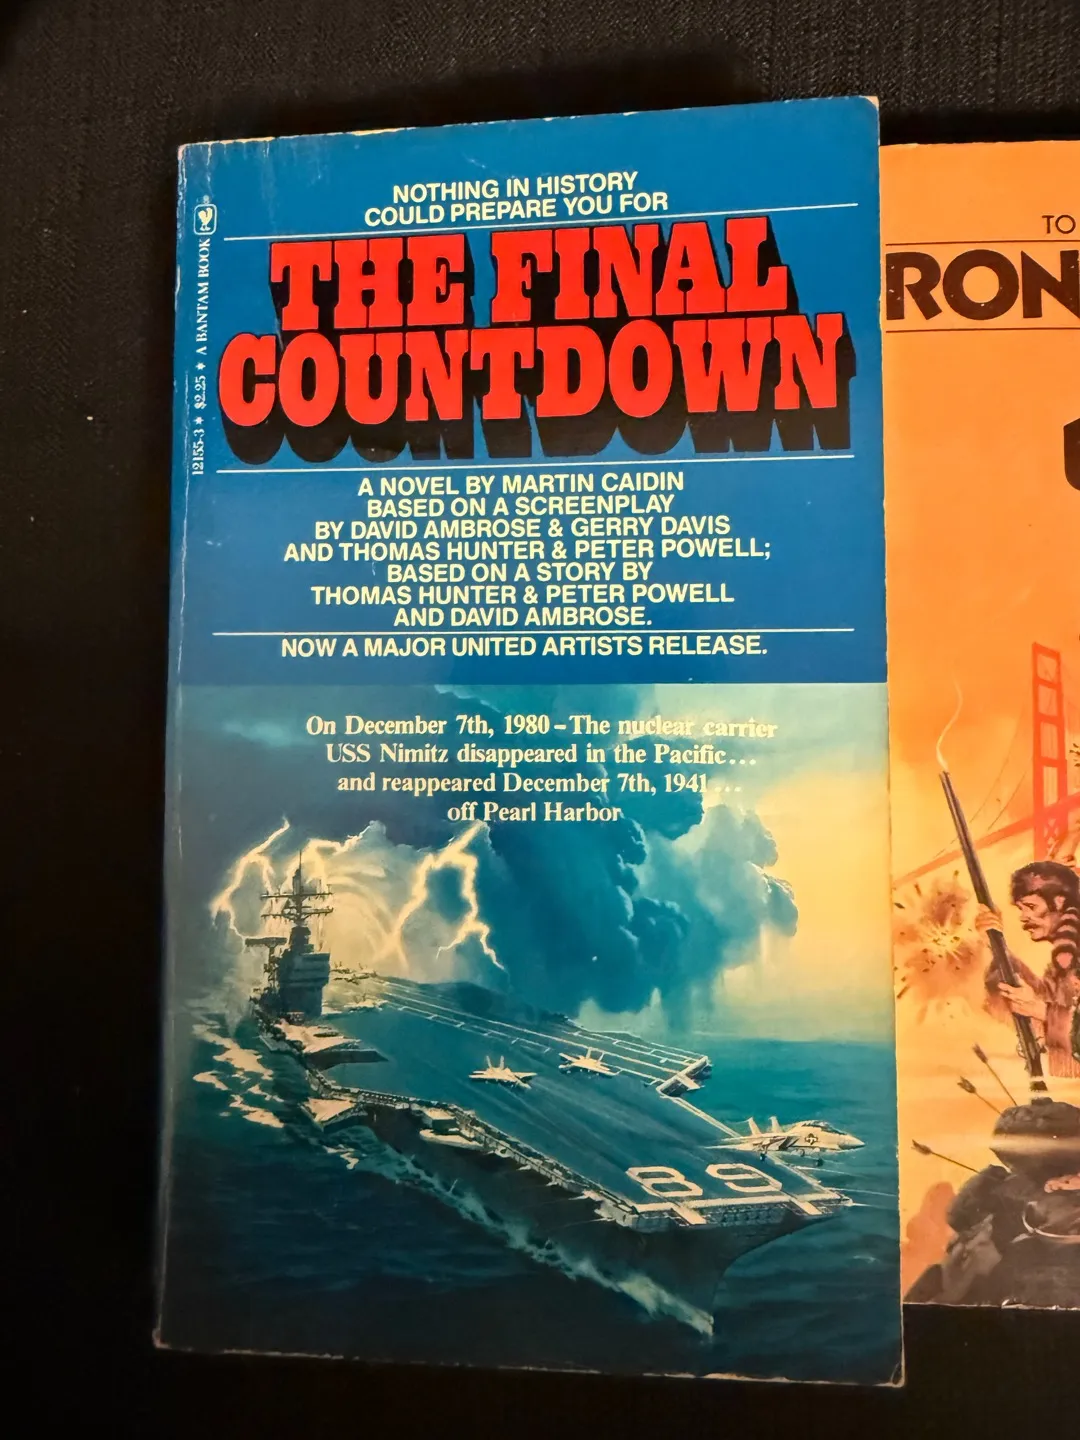 NOTHING IN HISTORY
COULD PREPARE YOU FOR
THE FINAL
COUNTDOWN
A NOVEL BY MARTIN CAIDIN
BASED ON A SCREENPLAY
BY DAVID AMBROSE & GERRY DAVIS
AND THOMAS HUNTER & PETER POWELL;
BASED ON A STORY BY
THOMAS HUNTER & PETER POWELL
AND DAVID AMBROSE.
NOW A MAJOR UNITED ARTISTS RELEASE.
On December 7th, 1980–The nuclear carrier
USS Nimitz disappeared in the Pacific...
and reappeared December 7th, 1941...
off Pearl Harbor
89
12155-3 * $2.25 * A BANTAM BOOK
TO
RON